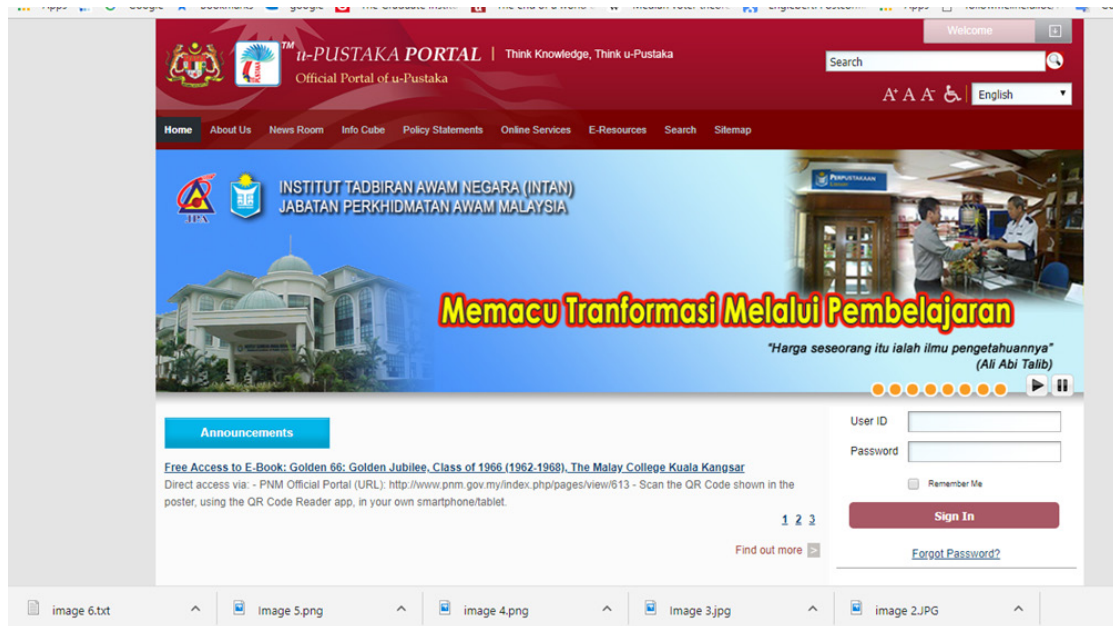 Welcome
TM
u-PUSTAKA PORTAL | Think Knowledge, Think u-Pustaka
Official Portal of u-Pustaka
Search
A+ A A- English
Home About Us News Room Info Cube Policy Statements Online Services E-Resources Search Sitemap
INSTITUT TADBIRAN AWAM NEGARA (INTAN)
JABATAN PERKHIDMATAN AWAM MALAYSIA
JPA
PERPUSTAKAAN
Memacu Tranformasi Melalui Pembelajaran
"Harga seseorang itu ialah ilmu pengetahuannya"
(Ali Abi Talib)
Announcements
Free Access to E-Book: Golden 66: Golden Jubilee, Class of 1966 (1962-1968), The Malay College Kuala Kangsar
Direct access via: - PNM Official Portal (URL): http://www.pnm.gov.my/index.php/pages/view/613 - Scan the QR Code shown in the
poster, using the QR Code Reader app, in your own smartphone/tablet.
1 2 3
Find out more >
User ID
Password
Remember Me
Sign In
Forgot Password?
image 6.txt Image 5.png image 4.png Image 3.jpg image 2.JPG